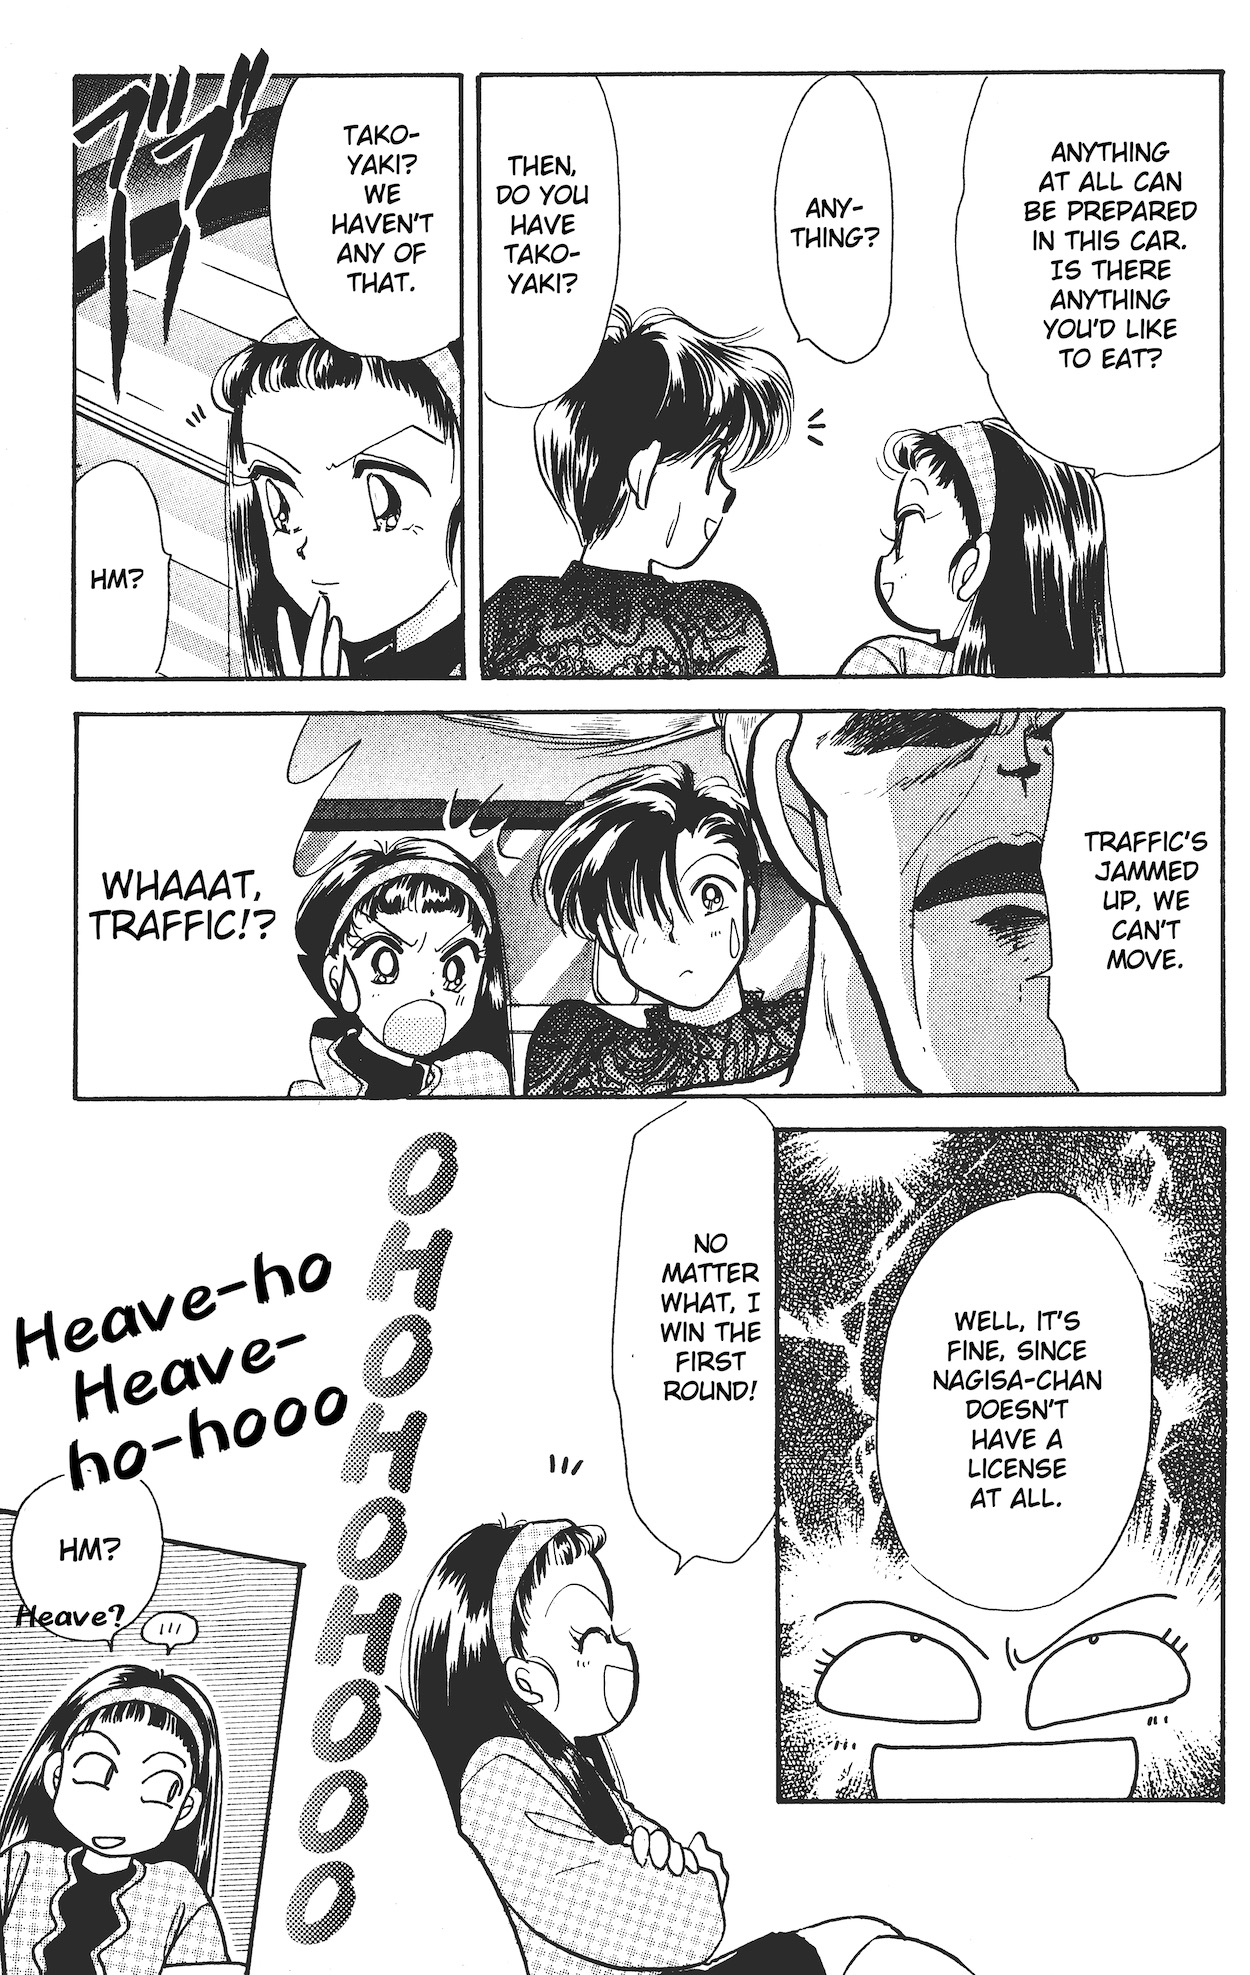 ANYTHING
AT ALL CAN
BE PREPARED
IN THIS CAR.
IS THERE
ANYTHING
YOU'D LIKE
TO EAT?
ANY-
THING?
THEN,
DO YOU
HAVE
TAKO-
YAKI?
TAKO-
YAKI?
WE
HAVEN'T
ANY OF
THAT.
ブブ
HM?
TRAFFIC'S
JAMMED
UP, WE
CAN'T
MOVE.
WHAAAT,
TRAFFIC!?
WELL, IT'S
FINE, SINCE
NAGISA-CHAN
DOESN'T
HAVE A
LICENSE
AT ALL.
NO
MATTER
WHAT, I
WIN THE
FIRST
ROUND!
OHOHOHOHOOOO
Heave-ho
Heave-
ho-hooo
HM?
Heave?